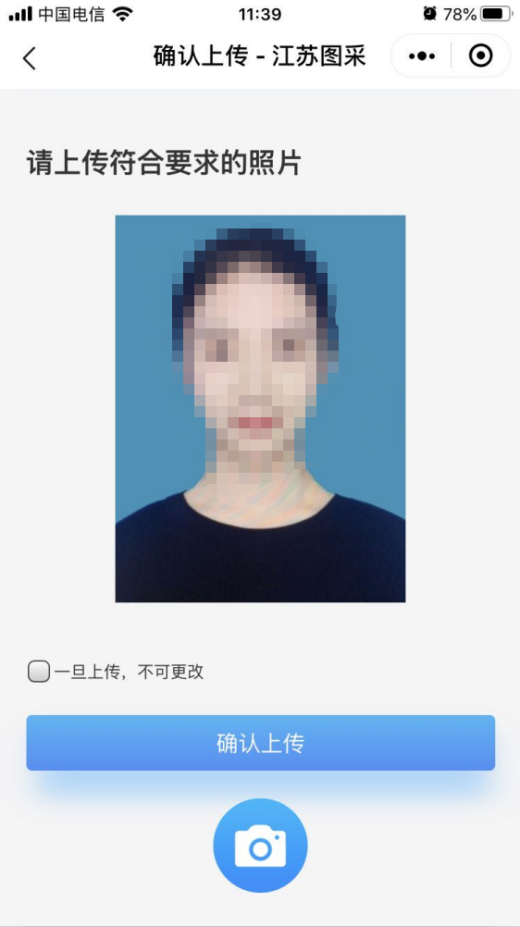 中国电信 11:39 78%
确认上传 - 江苏图采
请上传符合要求的照片
一旦上传，不可更改
确认上传